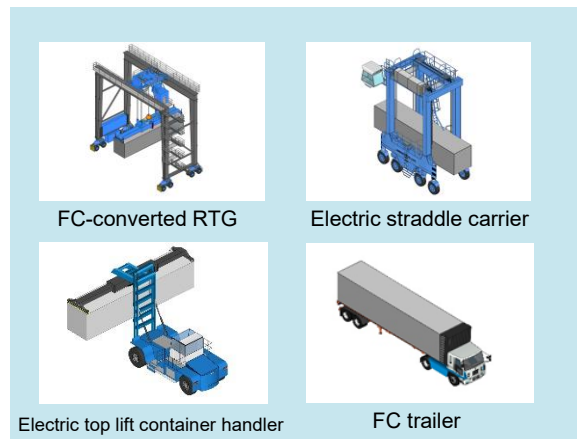 FC-converted RTG
Electric straddle carrier
Electric top lift container handler
FC trailer